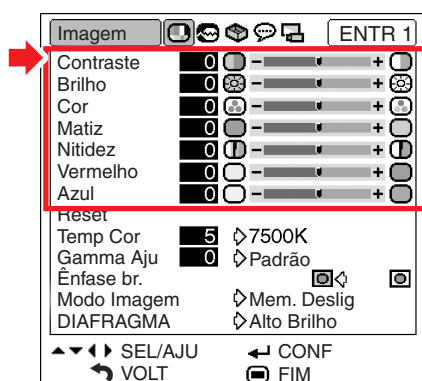 Imagem ENTR 1
Contraste 0 - +
Brilho 0 - +
Cor 0 - +
Matiz 0 - +
Nitidez 0 - +
Vermelho 0 - +
Azul 0 - +
Reset
Temp Cor 5 7500K
Gamma Aju 0 Padrão
Ênfase br.
Modo Imagem Mem. Deslig
DIAFRAGMA Alto Brilho
SEL/AJU CONF
VOLT FIM